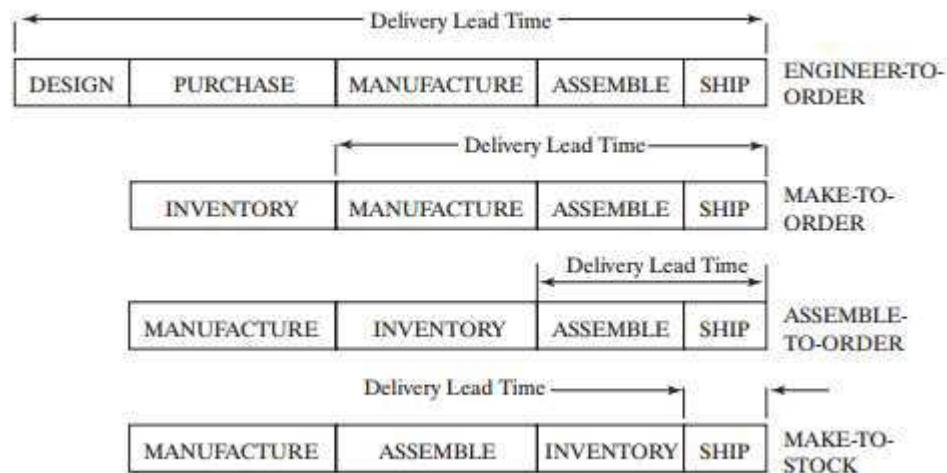 Delivery Lead Time
DESIGN PURCHASE MANUFACTURE ASSEMBLE SHIP ENGINEER-TO-
ORDER
Delivery Lead Time
INVENTORY MANUFACTURE ASSEMBLE SHIP MAKE-TO-
ORDER
Delivery Lead Time
MANUFACTURE INVENTORY ASSEMBLE SHIP ASSEMBLE-
TO-ORDER
Delivery Lead Time
MANUFACTURE ASSEMBLE INVENTORY SHIP MAKE-TO-
STOCK